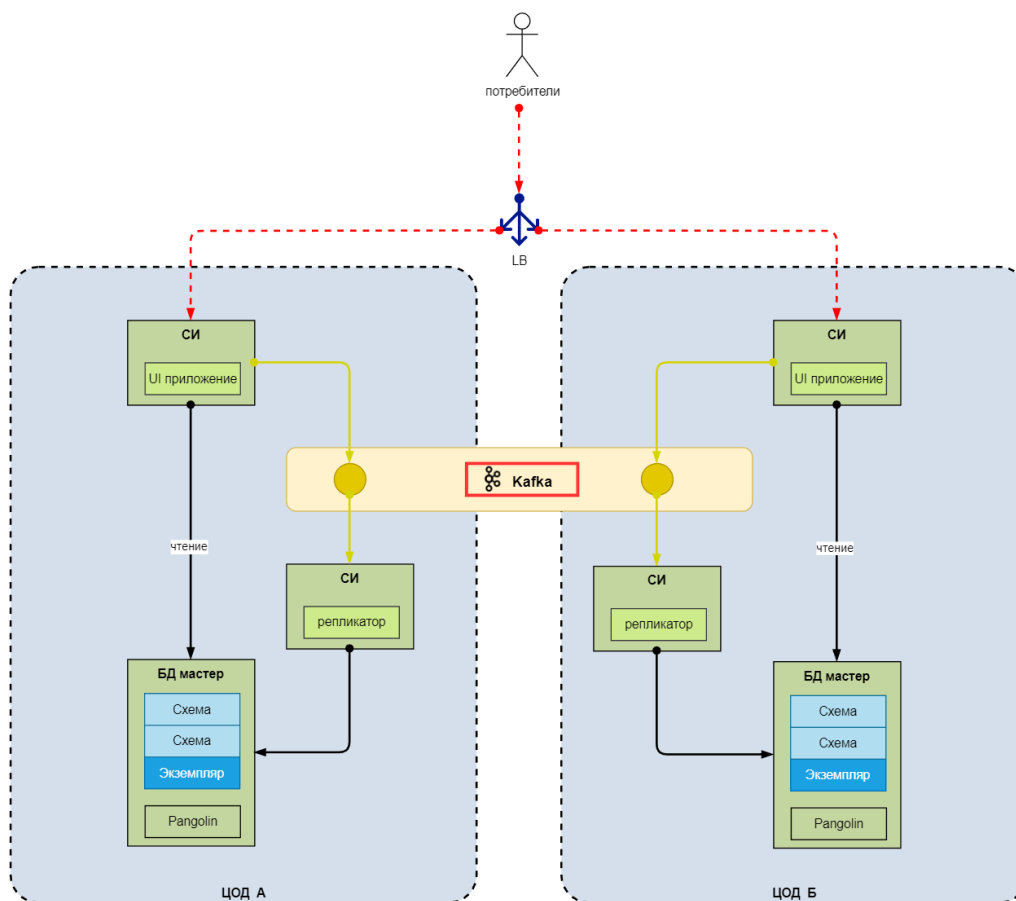 потребители
LB
СИ
UI приложение
СИ
UI приложение
Kafka
чтение
чтение
СИ
репликатор
СИ
репликатор
БД мастер
Схема
Схема
Экземпляр
Pangolin
БД мастер
Схема
Схема
Экземпляр
Pangolin
ЦОД А
ЦОД Б